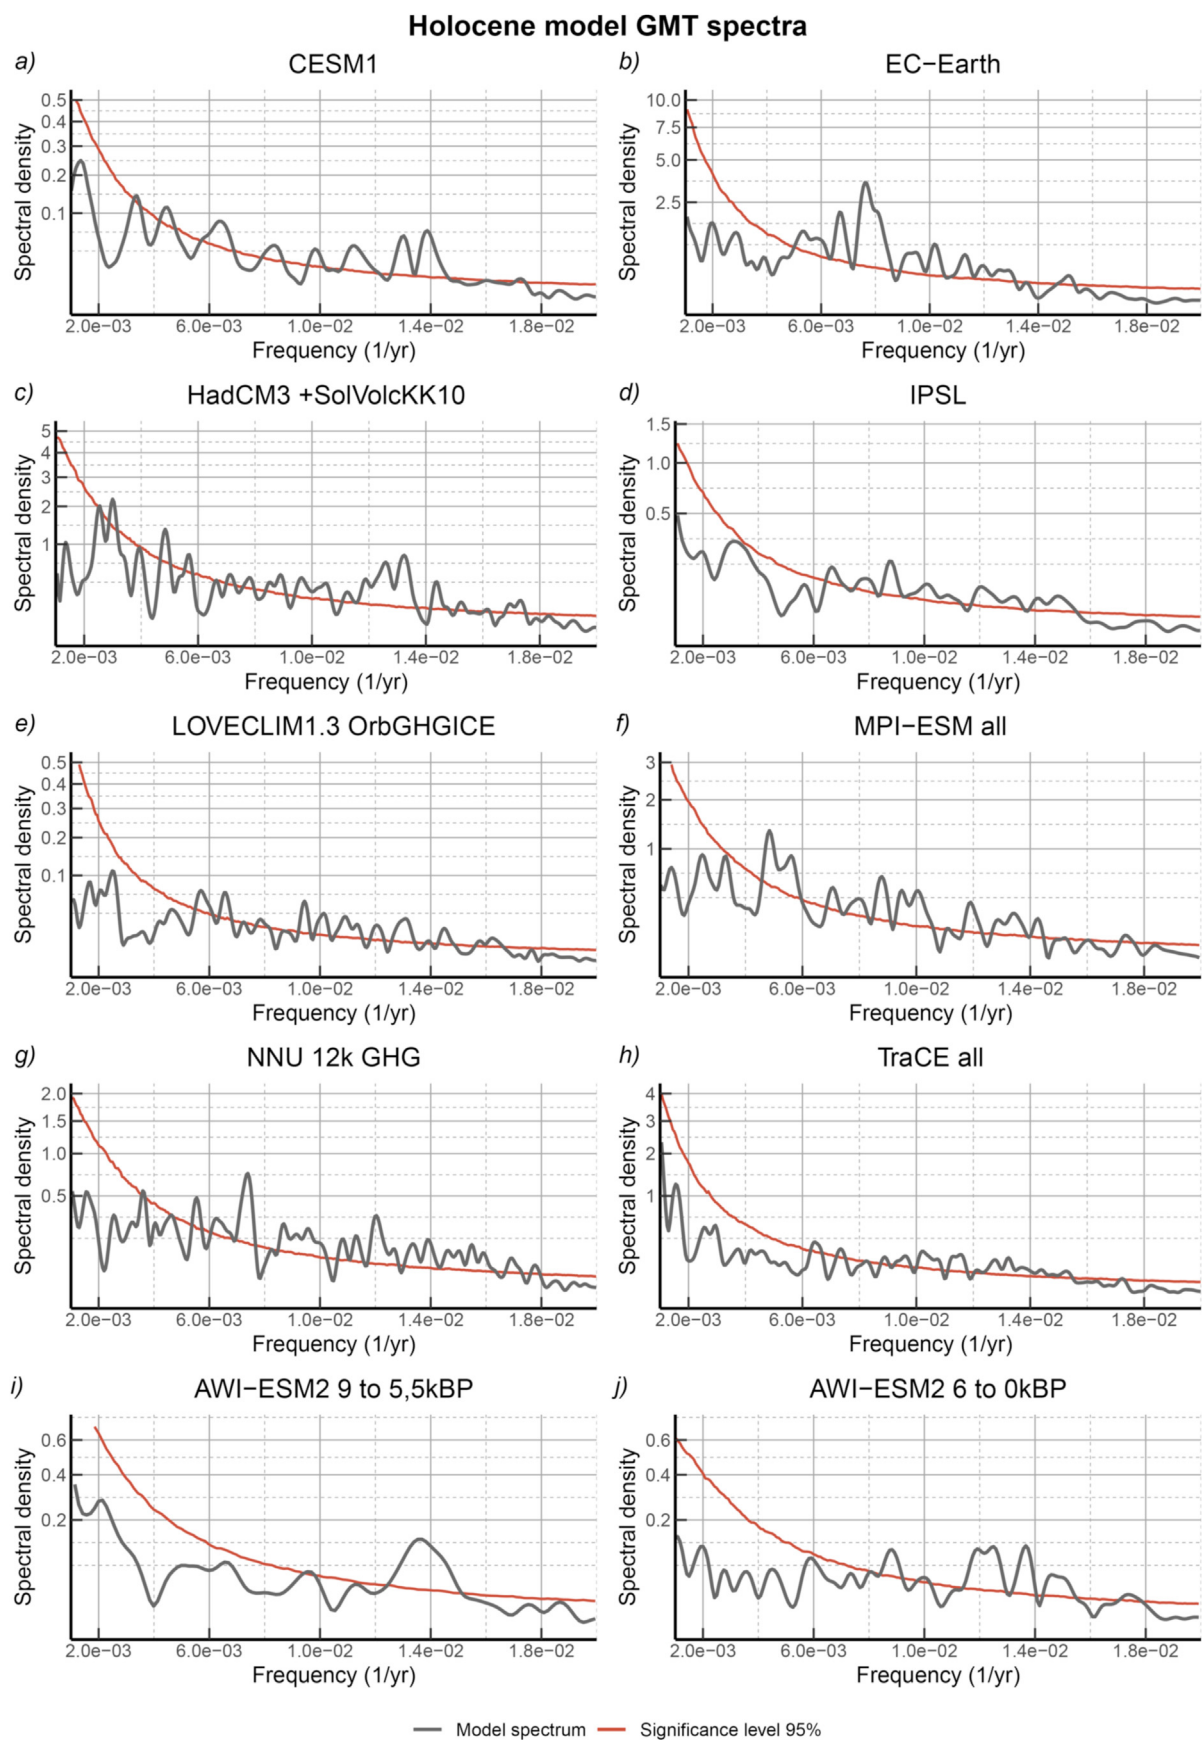 Holocene model GMT spectra
a) CESM1
Spectral density
0.5
0.4
0.3
0.2
0.1
2.0e−03 6.0e−03 1.0e−02 1.4e−02 1.8e−02
Frequency (1/yr)
b) EC−Earth
Spectral density
10.0
7.5
5.0
2.5
2.0e−03 6.0e−03 1.0e−02 1.4e−02 1.8e−02
Frequency (1/yr)
c) HadCM3 +SolVolcKK10
Spectral density
5
4
3
2
1
2.0e−03 6.0e−03 1.0e−02 1.4e−02 1.8e−02
Frequency (1/yr)
d) IPSL
Spectral density
1.5
1.0
0.5
2.0e−03 6.0e−03 1.0e−02 1.4e−02 1.8e−02
Frequency (1/yr)
e) LOVECLIM1.3 OrbGHGICE
Spectral density
0.5
0.4
0.3
0.2
0.1
2.0e−03 6.0e−03 1.0e−02 1.4e−02 1.8e−02
Frequency (1/yr)
f) MPI−ESM all
Spectral density
3
2
1
2.0e−03 6.0e−03 1.0e−02 1.4e−02 1.8e−02
Frequency (1/yr)
g) NNU 12k GHG
Spectral density
2.0
1.5
1.0
0.5
2.0e−03 6.0e−03 1.0e−02 1.4e−02 1.8e−02
Frequency (1/yr)
h) TraCE all
Spectral density
4
3
2
1
2.0e−03 6.0e−03 1.0e−02 1.4e−02 1.8e−02
Frequency (1/yr)
i) AWI−ESM2 9 to 5,5kBP
Spectral density
0.6
0.4
0.2
2.0e−03 6.0e−03 1.0e−02 1.4e−02 1.8e−02
Frequency (1/yr)
j) AWI−ESM2 6 to 0kBP
Spectral density
0.6
0.4
0.2
2.0e−03 6.0e−03 1.0e−02 1.4e−02 1.8e−02
Frequency (1/yr)
Model spectrum Significance level 95%